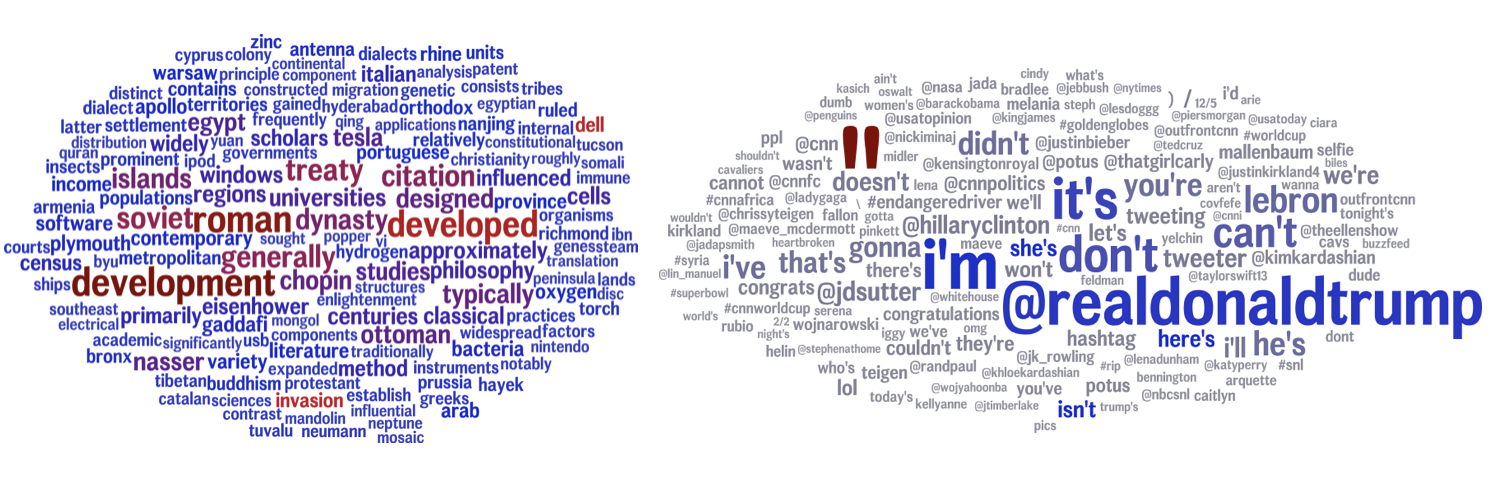 zinc
cyprus colony antenna dialects rhine units
continental
warsaw principle component italian analysis patent
distinct contains constructed migration genetic consists tribes
dialect apollo territories gained hyderabad orthodox egyptian ruled
latter settlement egypt frequently qing applications nanjing internal dell
distribution widely yuan scholars tesla relatively constitutional tucson
quran prominent ipod governments portuguese christianity roughly somali
insects income islands windows treaty citation influenced immune
armenia populations regions universities designed province cells
software soviet roman dynasty developed organisms
richmond ibn
courts plymouth contemporary sought popper vi hydrogen approximately genes steam
census byu metropolitan generally translation
ships development chopin studies philosophy peninsula lands
structures
southeast eisenhower enlightenment typically oxygen disc
electrical primarily gaddafi mongol centuries classical practices torch
academic significantly usb components ottoman widespread factors
bronx nasser variety literature traditionally bacteria nintendo
expanded method instruments notably
tibetan buddhism protestant prussia hayek
catalan sciences invasion establish greeks
contrast mandolin influential arab
tuvalu neumann neptune
mosaic
ain't cindy what's
kasich oswalt @nasa jada bradlee @jebbush @nytimes i'd
dumb women's @barackobama melania steph @lesdoggg ) / 12/5 arie
@penguins @usatopinion @kingjames @piersmorgan @usatoday ciara
ppl @cnn " @nickiminaj didn't @justinbieber #goldenglobes @outfrontcnn #worldcup
shouldn't wasn't midler @kensingtonroyal @potus @thatgirlcarly @tedcruz mallenbaum selfie
cavaliers @justinkirkland4 biles
cannot @cnnfc doesn't lena @cnnpolitics it's you're aren't wanna we're
#cnnafrica @ladygaga \ #endangeredriver we'll covfefe lebron outfrontcnn
wouldn't @chrissyteigen fallon gotta tweeting @cnni tonight's
kirkland @maeve_mcdermott pinkett @hillaryclinton #cnn let's can't @theellenshow
@jadapsmith heartbroken gonna maeve she's don't yelchin cavs buzzfeed
#syria i've that's i'm tweeter @kimkardashian
@lin_manuel there's won't feldman @taylorswift13 dude
#superbowl congrats @jdsutter @whitehouse @realdonaldtrump
#cnnworldcup serena congratulations
world's rubio 2/2 wojnarowski iggy we've omg hashtag here's i'll he's dont
night's
helin @stephenathome couldn't they're @jk_rowling @lenadunham
who's teigen @randpaul @khloekardashian #rip @katyperry #snl
lol @wojyahoonba you've potus bennington arquette
today's kellyanne @jtimberlake isn't trump's @nbcsnl caitlyn
pics